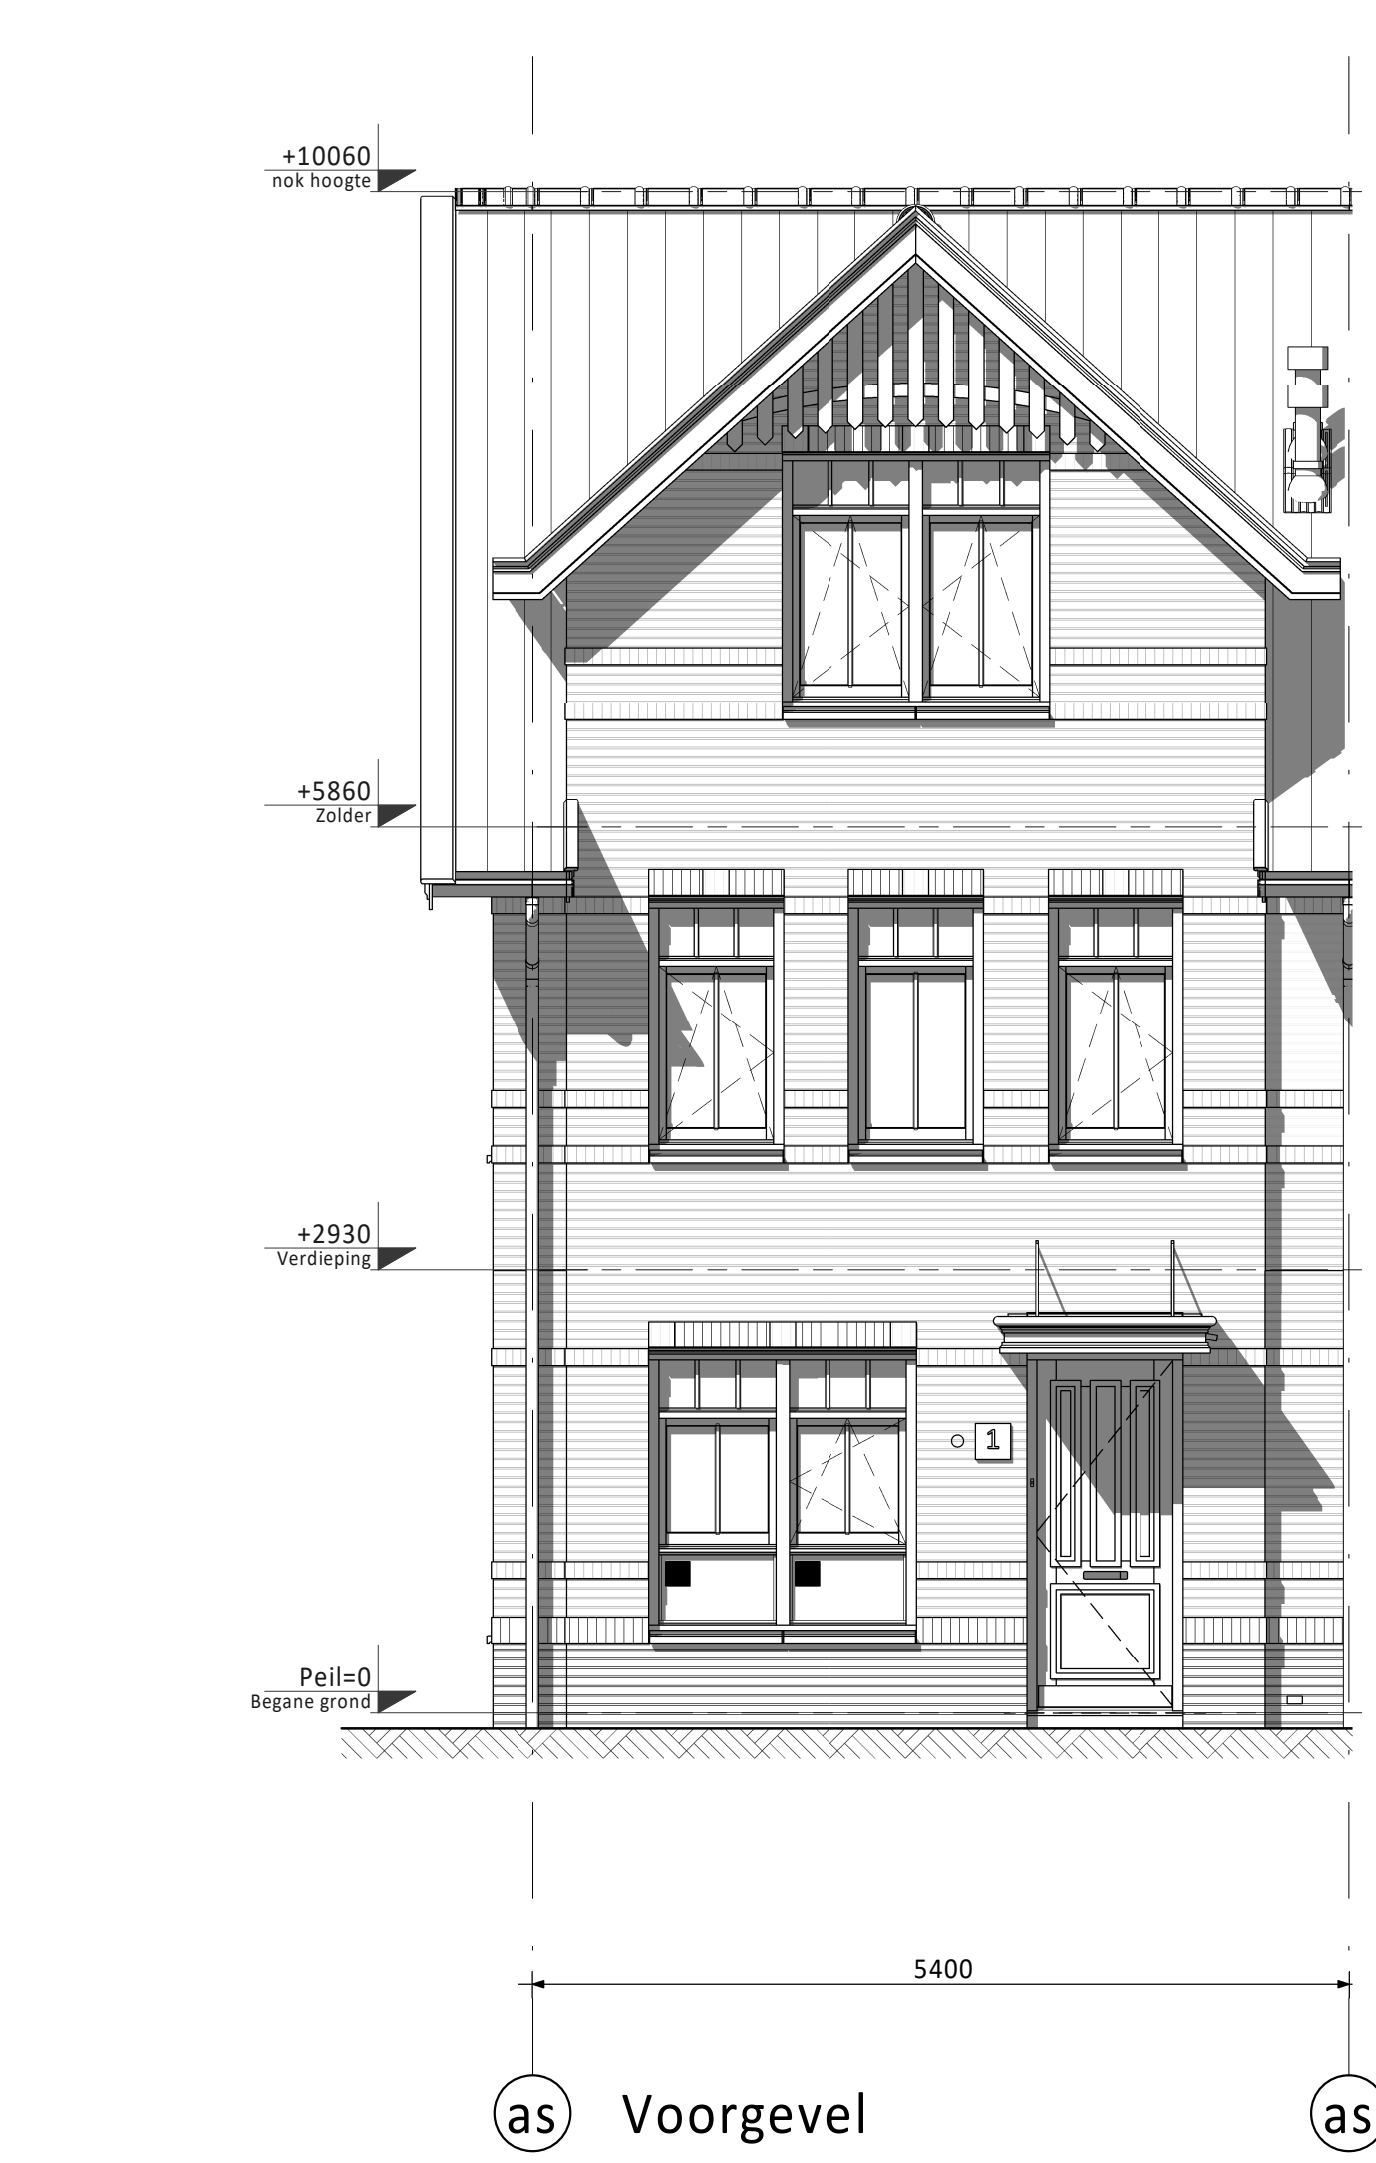 +10060
nok hoogte
+5860
Zolder
+2930
Verdieping
1
Peil=0
Begane grond
5400
as Voorgevel as